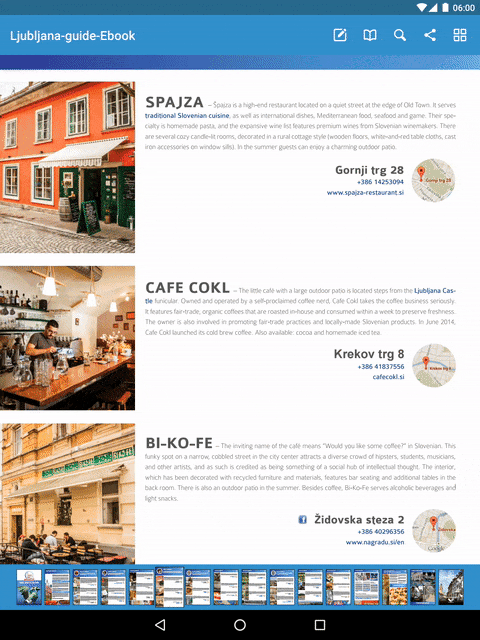 06:00
Ljubljana-guide-Ebook
SPAJZA – Špajza is a high-end restaurant located on a quiet street at the edge of Old Town. It serves
traditional Slovenian cuisine, as well as international dishes, Mediterranean food, seafood and game. Their spe-
cialty is homemade pasta, and the expansive wine list features premium wines from Slovenian winemakers. There
are several cozy candle-lit rooms, decorated in a rural cottage style (wooden floors, white-and-red table cloths, cast
iron accessories on window sills). In the summer guests can enjoy a charming outdoor patio.
Gornji trg 28
+386 14253094
www.spajza-restaurant.si
Gornji trg 28
CAFE COKL – The little café with a large outdoor patio is located steps from the Ljubljana Cas-
tle funicular. Owned and operated by a self-proclaimed coffee nerd, Cafe Cokl takes the coffee business seriously.
It features fair-trade, organic coffees that are roasted in-house and consumed within a week to preserve freshness.
The owner is also involved in promoting fair-trade practices and locally-made Slovenian products. In June 2014,
Cafe Cokl launched its cold brew coffee. Also available: cocoa and homemade iced tea.
Krekov trg 8
+386 41837556
cafecokl.si
Krekov trg 8
BI-KO-FE – The inviting name of the café means "Would you like some coffee?" in Slovenian. This
funky spot on a narrow, cobbled street in the city center attracts a diverse crowd of hipsters, students, musicians,
and other artists, and as such is credited as being something of a social hub of intellectual thought. The interior,
which has been decorated with recycled furniture and materials, features bar seating and additional tables in the
back room. There is also an outdoor patio in the summer. Besides coffee, Bi-Ko-Fe serves alcoholic beverages and
light snacks.
f Židovska steza 2
+386 40296356
www.nagradu.si/en
Židovska
Google